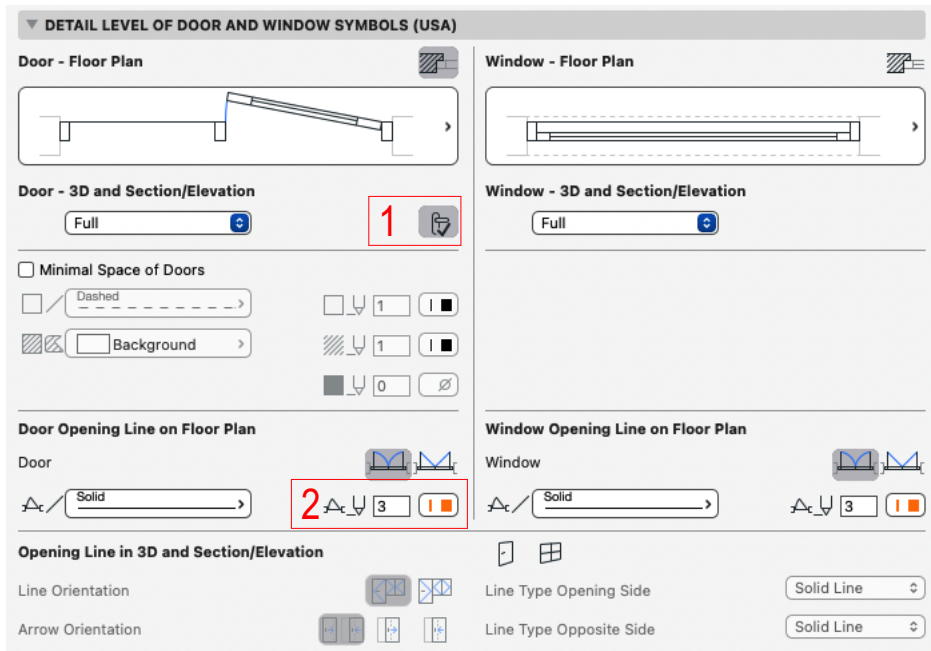 DETAIL LEVEL OF DOOR AND WINDOW SYMBOLS (USA)
Door - Floor Plan
Window - Floor Plan
Door - 3D and Section/Elevation
Window - 3D and Section/Elevation
Full
1
Full
Minimal Space of Doors
Dashed
1
Background
1
0
Door Opening Line on Floor Plan
Window Opening Line on Floor Plan
Door
Window
Solid
2
3
Solid
3
Opening Line in 3D and Section/Elevation
Line Orientation
Line Type Opening Side
Solid Line
Arrow Orientation
Line Type Opposite Side
Solid Line